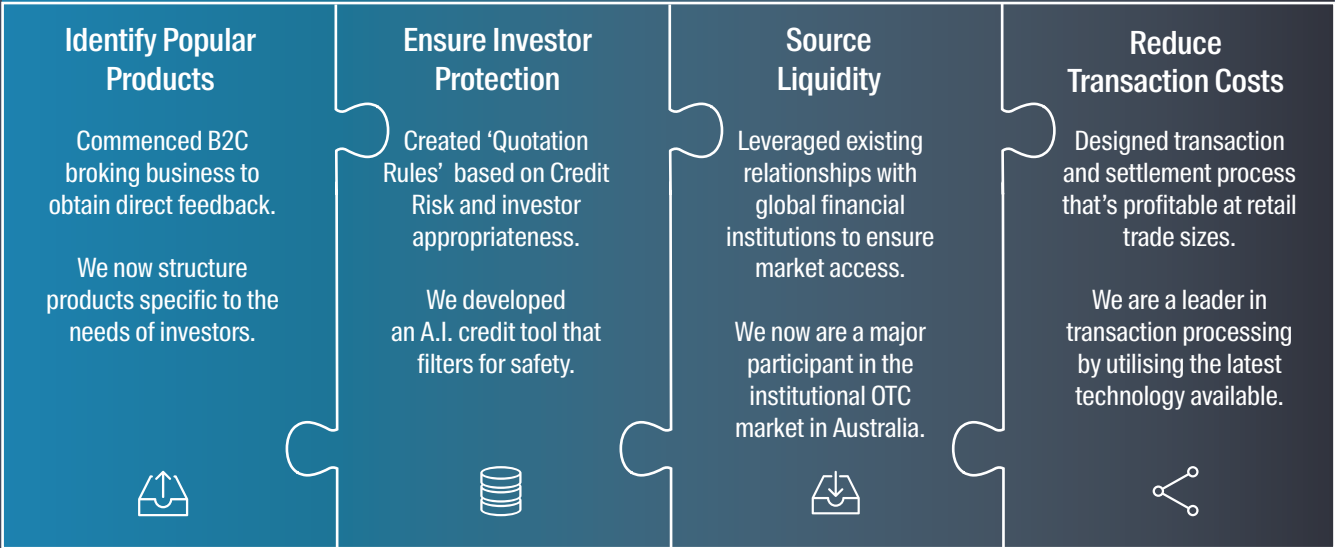 Identify Popular
Products
Commenced B2C
broking business to
obtain direct feedback.
We now structure
products specific to the
needs of investors.
Ensure Investor
Protection
Created ‘Quotation
Rules’ based on Credit
Risk and investor
appropriateness.
We developed
an A.I. credit tool that
filters for safety.
Source
Liquidity
Leveraged existing
relationships with
global financial
institutions to ensure
market access.
We now are a major
participant in the
institutional OTC
market in Australia.
Reduce
Transaction Costs
Designed transaction
and settlement process
that’s profitable at retail
trade sizes.
We are a leader in
transaction processing
by utilising the latest
technology available.